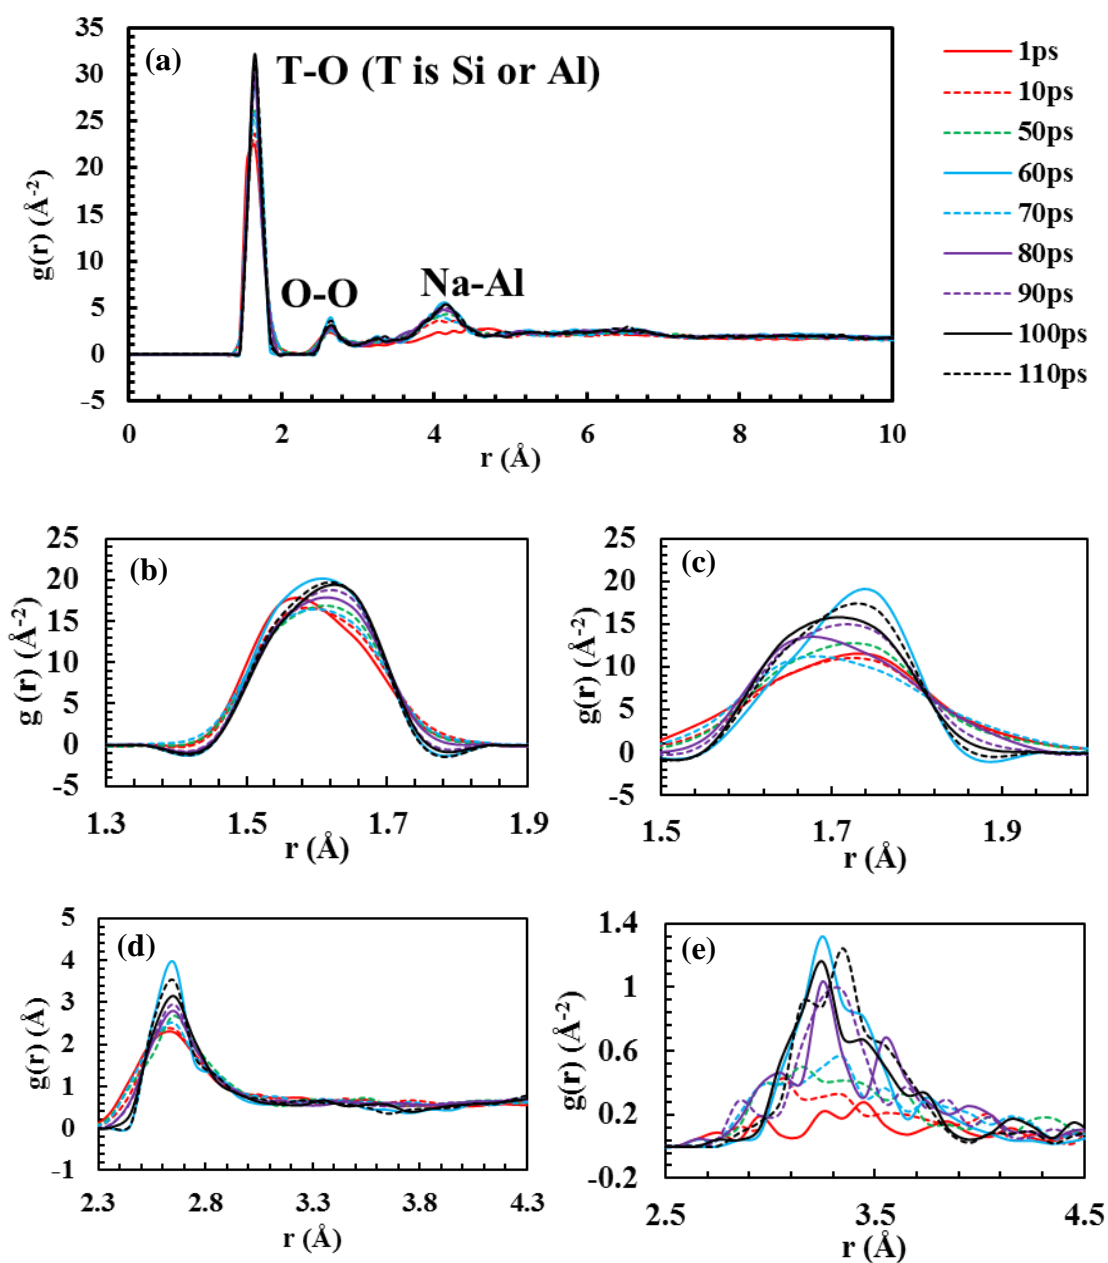 35
30
25
20
15
10
5
0
-5
g(r) (Å⁻²)
(a)
T-O (T is Si or Al)
O-O
Na-Al
0 2 4 6 8 10
r (Å)
1ps
10ps
50ps
60ps
70ps
80ps
90ps
100ps
110ps
25
20
15
10
5
0
-5
g (r) (Å⁻²)
(b)
1.3 1.5 1.7 1.9
r (Å)
25
20
15
10
5
0
-5
g(r) (Å⁻²)
(c)
1.5 1.7 1.9
r (Å)
5
4
3
2
1
0
-1
g(r) (Å)
(d)
2.3 2.8 3.3 3.8 4.3
r (Å)
1.4
1
0.6
0.2
-0.2
g(r) (Å⁻²)
(e)
2.5 3.5 4.5
r (Å)